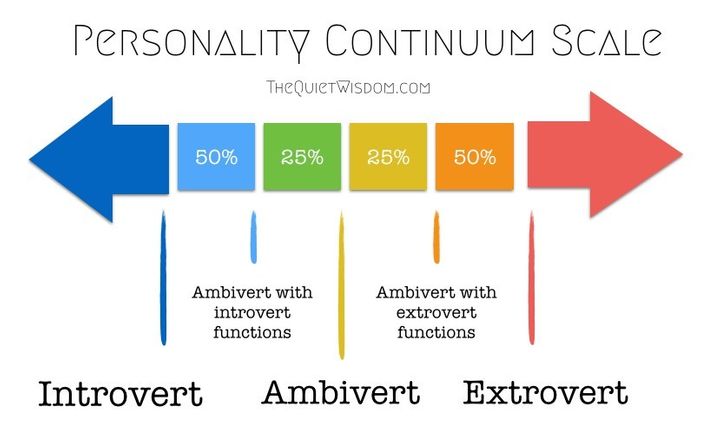 Personality Continuum Scale
TheQuietWisdom.com
50% 25% 25% 50%
Ambivert with
introvert
functions
Ambivert with
extrovert
functions
Introvert Ambivert Extrovert